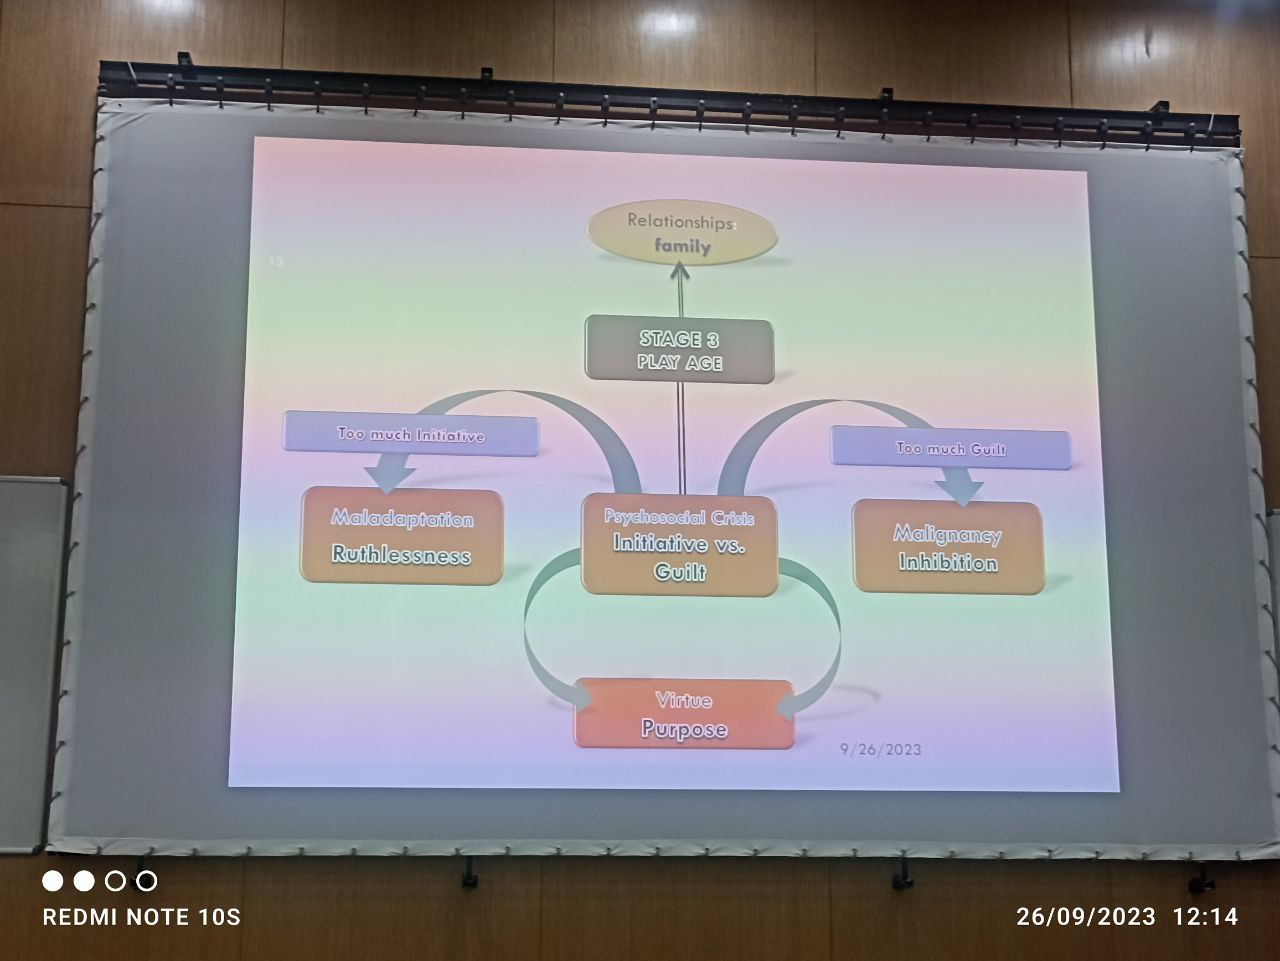 Relationships:
family
13
STAGE 3
PLAY AGE
Too much Initiative
Too much Guilt
Maladaptation
Ruthlessness
Psychosocial Crisis
Initiative vs.
Guilt
Malignancy
Inhibition
Virtue
Purpose
9/26/2023
REDMI NOTE 10S
26/09/2023 12:14